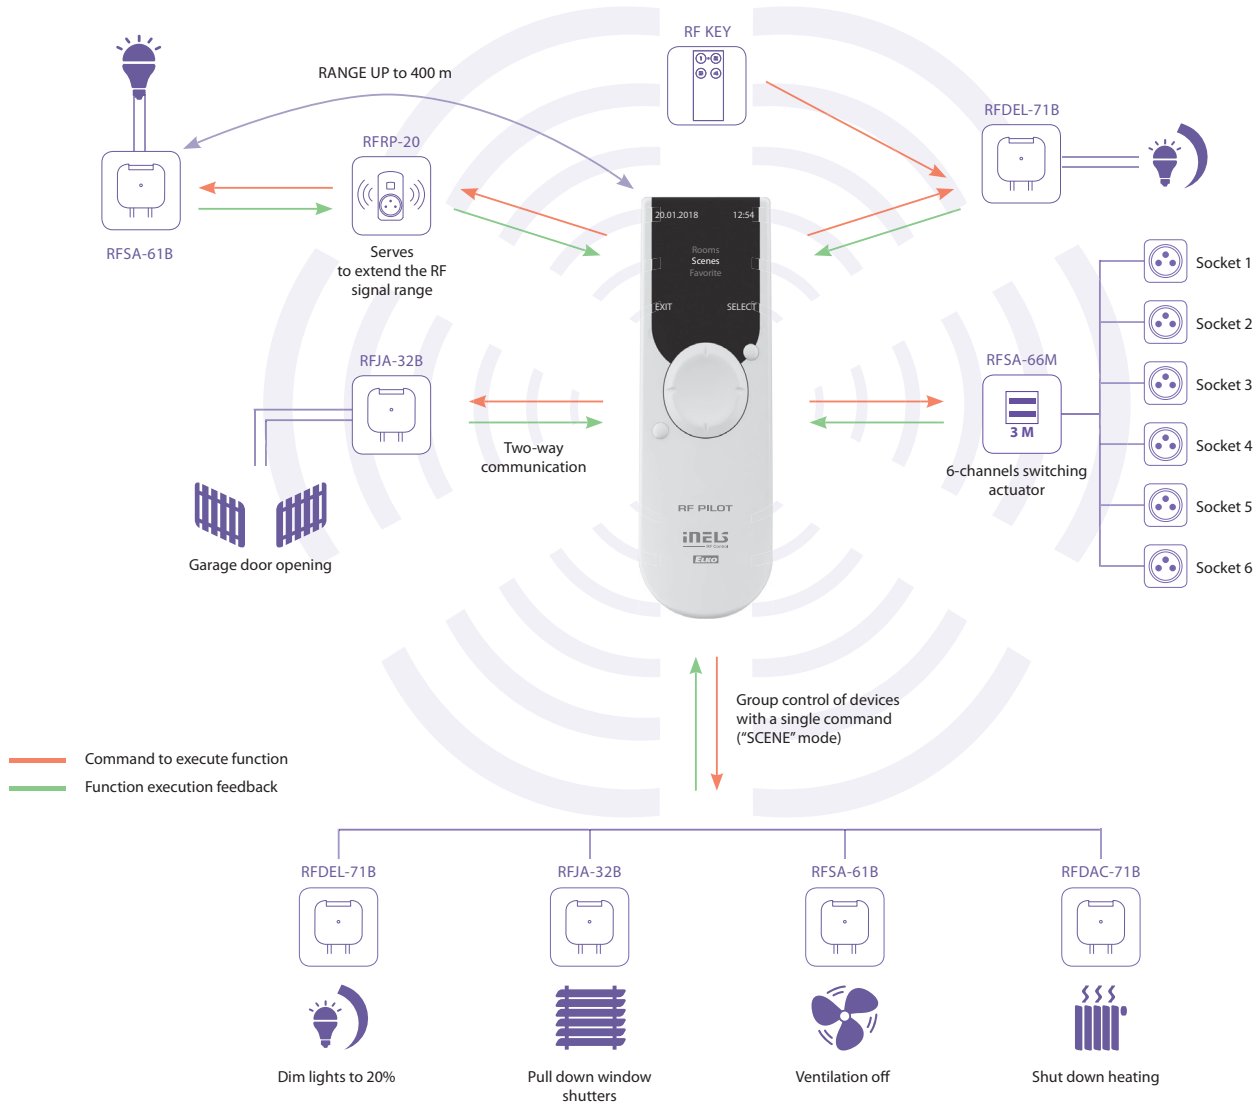 RF KEY
RANGE UP to 400 m
RFDEL-71B
RFRP-20
RFSA-61B
Serves
to extend the RF
signal range
20.01.2018 12:54
Rooms
Scenes
Favorite
EXIT SELECT
Socket 1
Socket 2
Socket 3
Socket 4
Socket 5
Socket 6
RFJA-32B
RFSA-66M
3 M
Two-way
communication
6-channels switching
actuator
Garage door opening
RF PILOT
iNELS
RF Control
ELKO
Group control of devices
with a single command
(“SCENE” mode)
Command to execute function
Function execution feedback
RFDEL-71B
RFJA-32B
RFSA-61B
RFDAC-71B
Dim lights to 20%
Pull down window
shutters
Ventilation off
Shut down heating